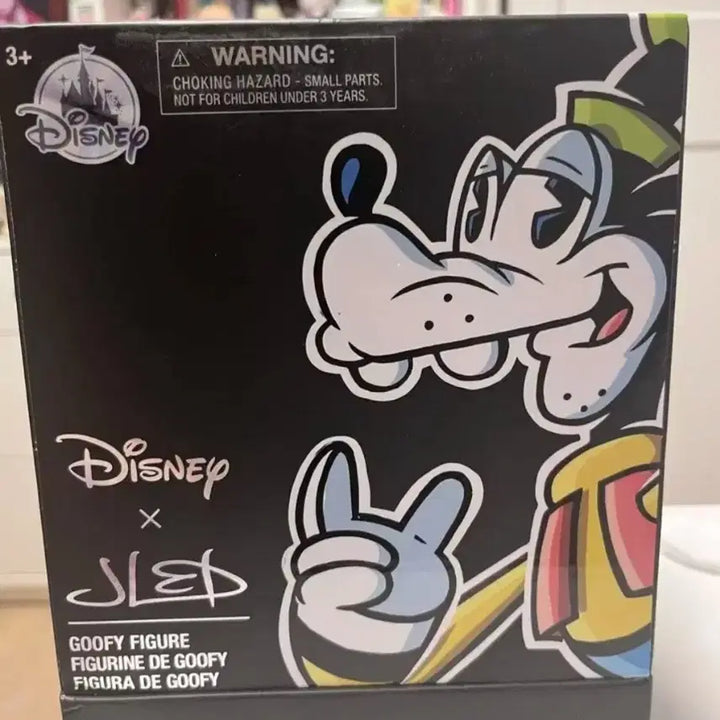 3+
Disney
⚠ WARNING:
CHOKING HAZARD - SMALL PARTS.
NOT FOR CHILDREN UNDER 3 YEARS.
Disney
×
JLED
GOOFY FIGURE
FIGURINE DE GOOFY
FIGURA DE GOOFY